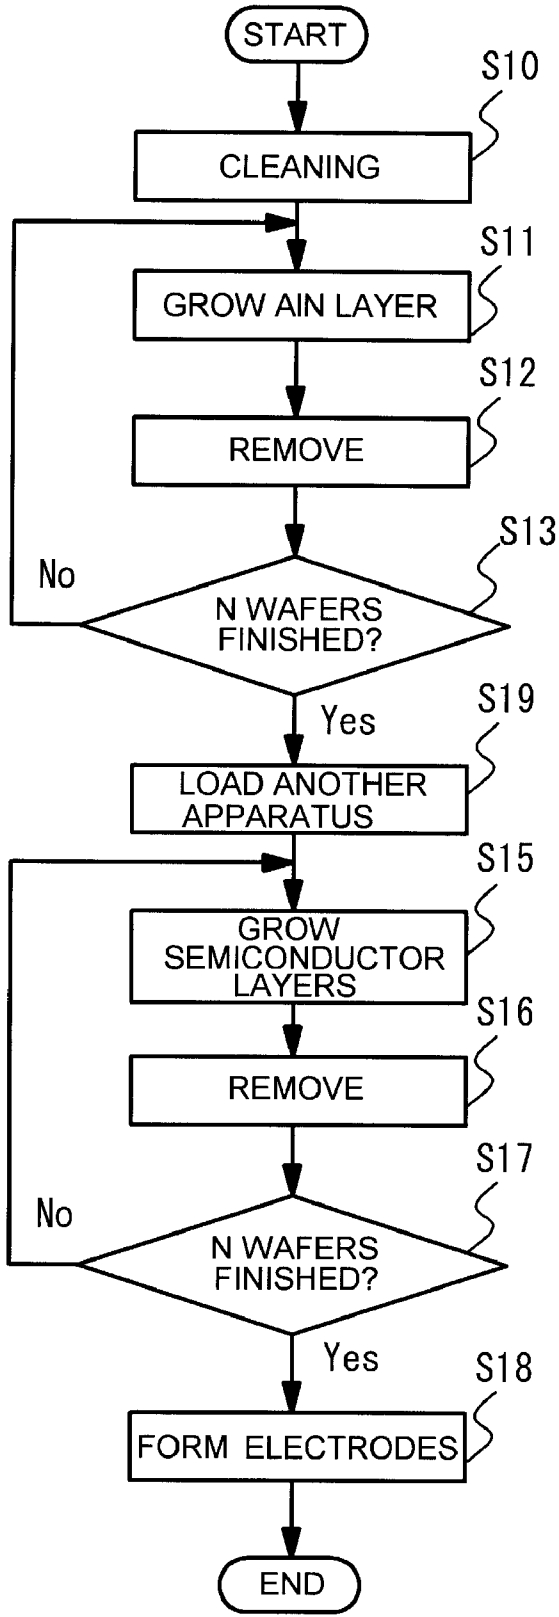 START
S10
CLEANING
S11
GROW AlN LAYER
S12
REMOVE
S13
No
N WAFERS
FINISHED?
Yes
S19
LOAD ANOTHER
APPARATUS
S15
GROW
SEMICONDUCTOR
LAYERS
S16
REMOVE
S17
No
N WAFERS
FINISHED?
Yes
S18
FORM ELECTRODES
END